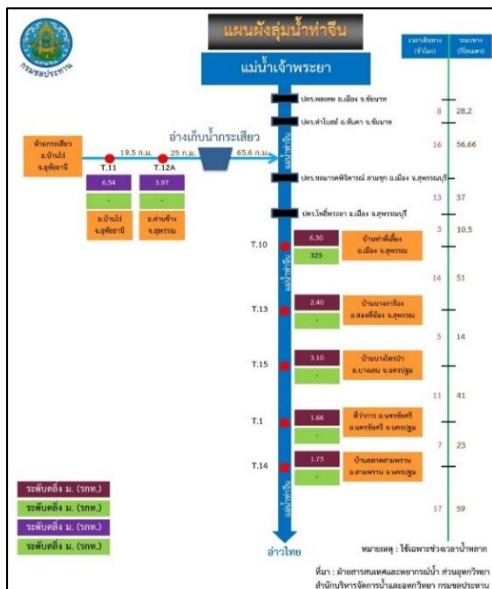 แผนผังลุ่มน้ำท่าจีน
แม่น้ำเจ้าพระยา
กรมชลประทาน
เวลาเดินทาง
(ชั่วโมง)
ระยะทาง
(กิโลเมตร)
ปตร.พลเทพ อ.เมือง จ.ชัยนาท
8 28.2
ปตร.ท่าโบสถ์ อ.หันคา จ.ชัยนาท
16 56.66
แม่น้ำท่าจีน
ห้วยกระเสียว
อ.บ้านไร่
จ.อุทัยธานี
19.5 ก.ม.
25 ก.ม.
อ่างเก็บน้ำกระเสียว
65.6 ก.ม.
T.11
T.12A
6.54
3.97
-
-
อ.บ้านไร่
จ.อุทัยธานี
อ.ด่านช้าง
จ.สุพรรณ
ปตร.ชลมารคพิจารณ์ สามชุก อ.เมือง จ.สุพรรณบุรี
13 37
ปตร.โพธิ์พระยา อ.เมือง จ.สุพรรณบุรี
3 10.5
T.10
6.30
323
บ้านท่าพี่เลี้ยง
อ.เมือง จ.สุพรรณ
แม่น้ำท่าจีน
14 51
T.13
2.40
-
บ้านบางการ้อง
อ.สองพี่น้อง จ.สุพรรณ
3 14
T.15
3.10
-
บ้านบางไทรป่า
อ.บางเลน จ.นครปฐม
11 41
T.1
1.66
-
ที่ว่าการ อ.นครชัยศรี
อ.นครชัยศรี จ.นครปฐม
7 23
T.14
1.75
-
บ้านตลาดสามพราน
อ.สามพราน จ.นครปฐม
แม่น้ำท่าจีน
17 59
ระดับตลิ่ง ม. (รทก.)
ระดับตลิ่ง ม. (รทก.)
ระดับตลิ่ง ม. (รทก.)
ระดับตลิ่ง ม. (รทก.)
อ่าวไทย
หมายเหตุ : ใช้เฉพาะช่วงเวลาน้ำหลาก
ที่มา : ฝ่ายสารสนเทศและพยากรณ์น้ำ ส่วนอุทกวิทยา
สำนักบริหารจัดการน้ำและอุทกวิทยา กรมชลประทาน